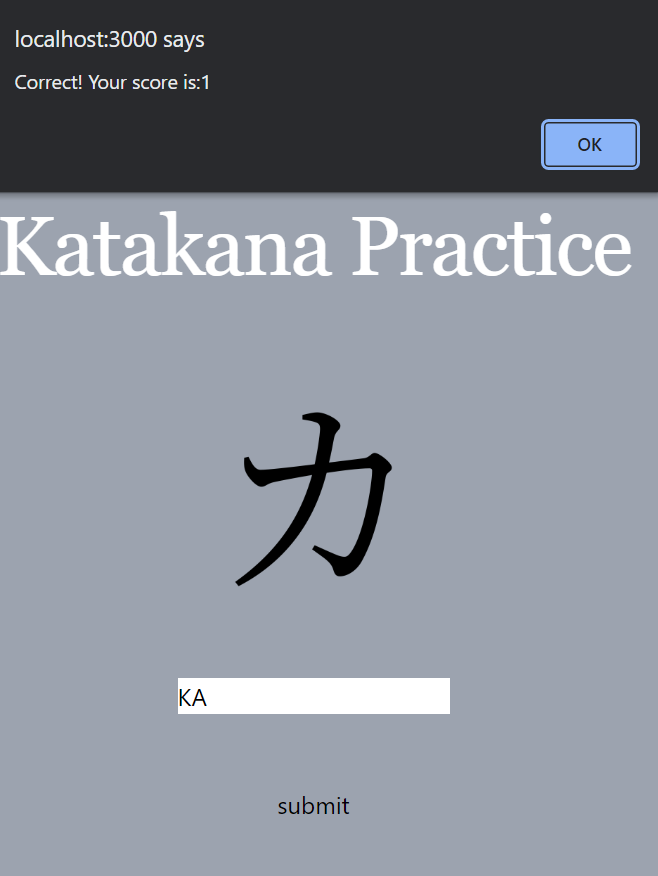 localhost:3000 says
Correct! Your score is:1
OK
Katakana Practice
カ
KA
submit